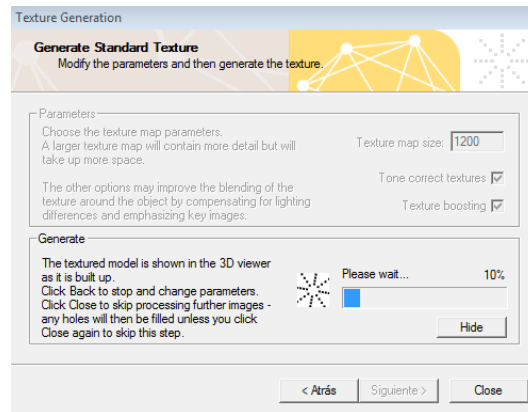 Texture Generation
Generate Standard Texture
Modify the parameters and then generate the texture.
Parameters
Choose the texture map parameters.
A larger texture map will contain more detail but will
take up more space.
Texture map size: 1200
The other options may improve the blending of the
texture around the object by compensating for lighting
differences and emphasizing key images.
Tone correct textures
Texture boosting
Generate
The textured model is shown in the 3D viewer
as it is built up.
Click Back to stop and change parameters.
Click Close to skip processing further images -
any holes will then be filled unless you click
Close again to skip this step.
Please wait... 10%
Hide
< Atrás Siguiente > Close